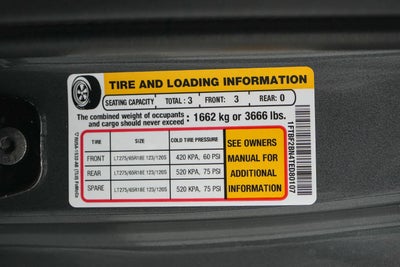 TIRE AND LOADING INFORMATION
SEATING CAPACITY TOTAL : 3 FRONT: 3 REAR: 0
The combined weight of occupants
and cargo should never exceed : 1662 kg or 3666 lbs.
TIRE SIZE COLD TIRE PRESSURE
FRONT LT275/65R18E 123/120S 420 KPA, 60 PSI
REAR LT275/65R18E 123/120S 520 KPA, 75 PSI
SPARE LT275/65R18E 123/120S 520 KPA, 75 PSI
SEE OWNERS
MANUAL FOR
ADDITIONAL
INFORMATION
1FTBF2BN4TED80107